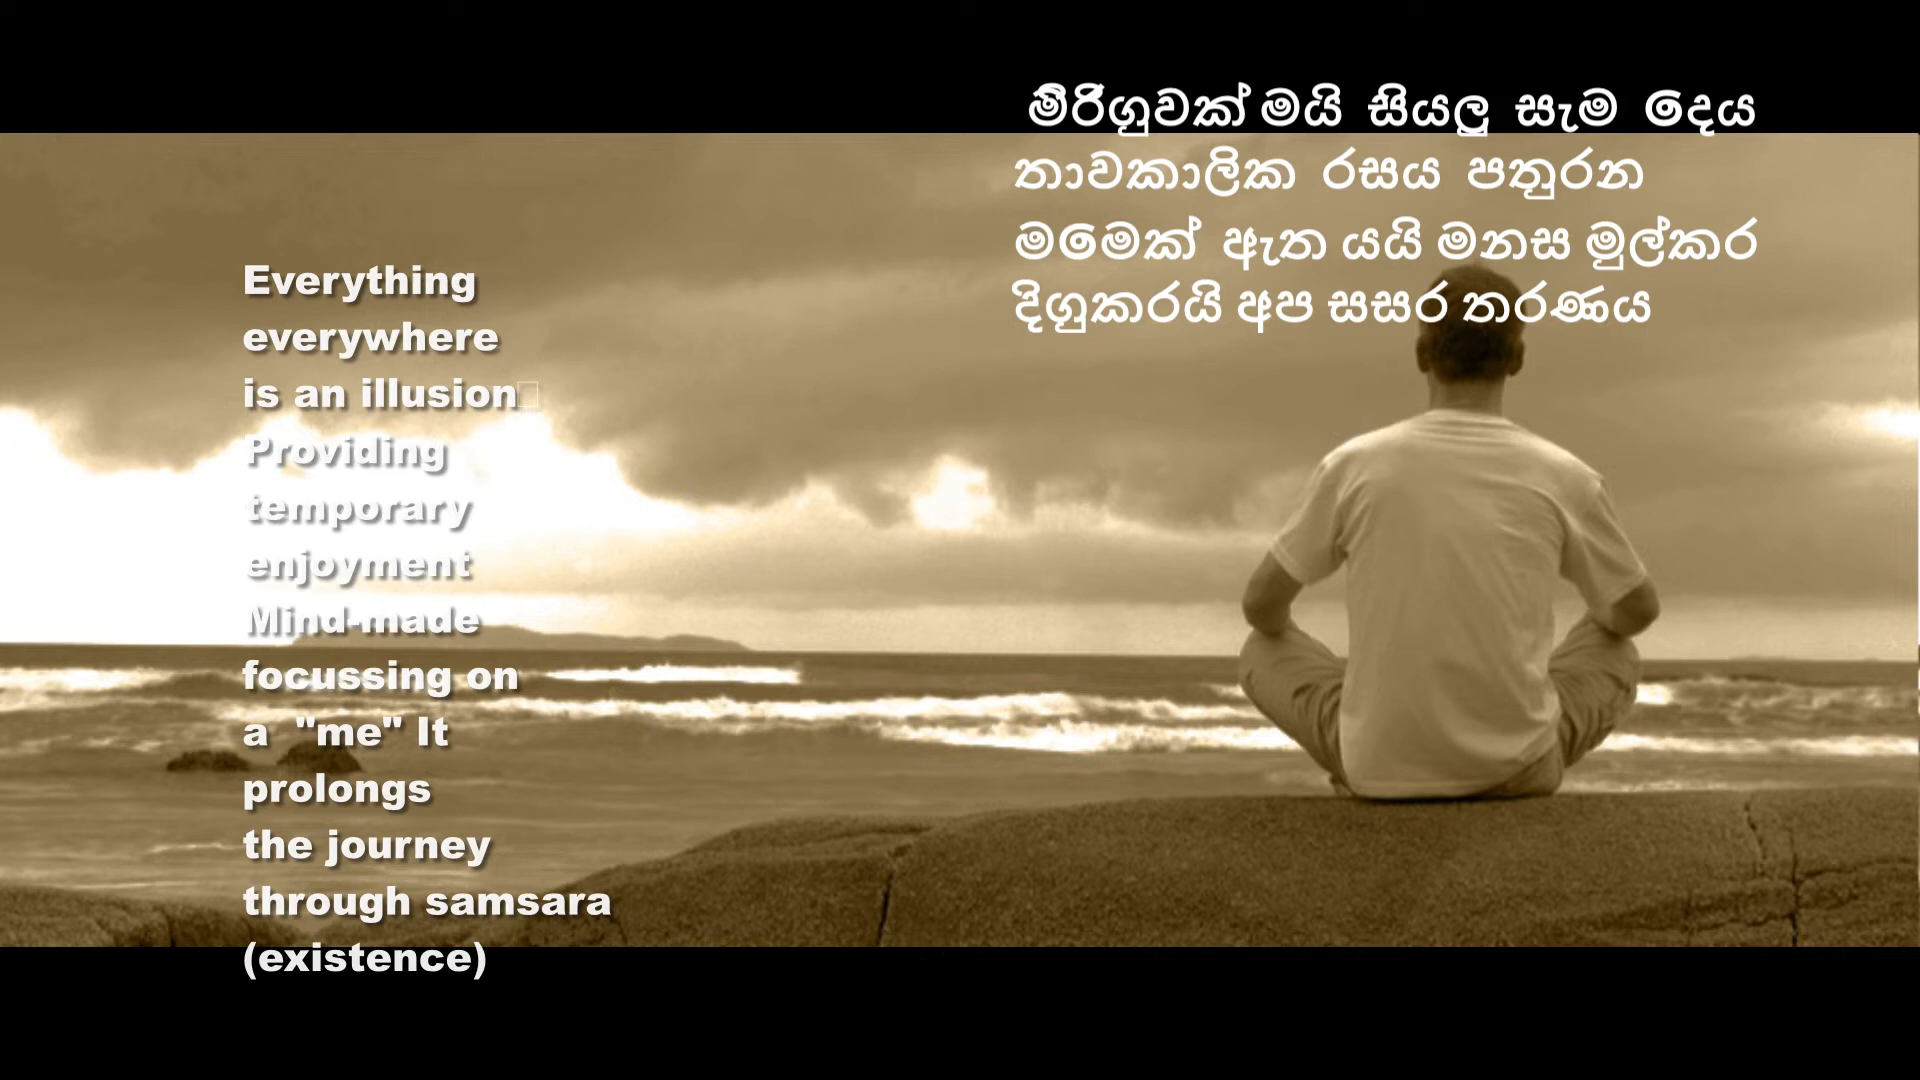 මිරිඟුවක් මයි සියලු සැම දෙය
තාවකාලික රසය පතුරන
මමෙක් ඇත යයි මනස මුල්කර
දිගුකරයි අප සසර තරණය
Everything
everywhere
is an illusion
Providing
temporary
enjoyment
Mind-made
focussing on
a "me" It
prolongs
the journey
through samsara
(existence)